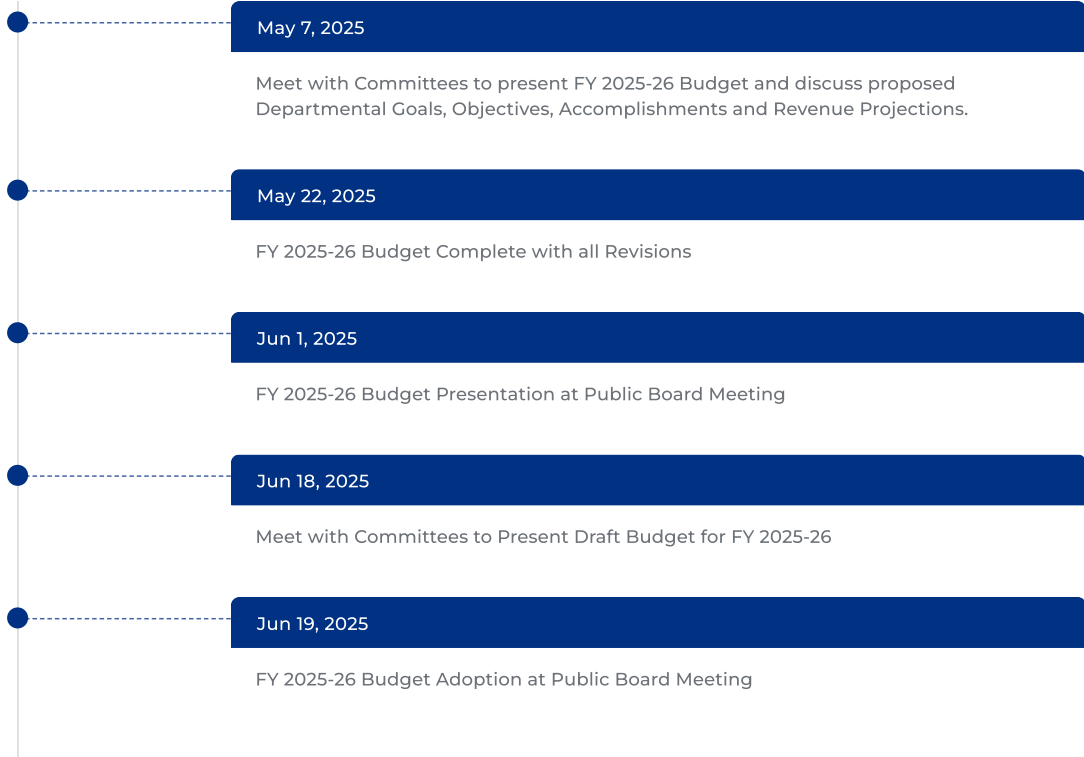 May 7, 2025
Meet with Committees to present FY 2025-26 Budget and discuss proposed
Departmental Goals, Objectives, Accomplishments and Revenue Projections.
May 22, 2025
FY 2025-26 Budget Complete with all Revisions
Jun 1, 2025
FY 2025-26 Budget Presentation at Public Board Meeting
Jun 18, 2025
Meet with Committees to Present Draft Budget for FY 2025-26
Jun 19, 2025
FY 2025-26 Budget Adoption at Public Board Meeting